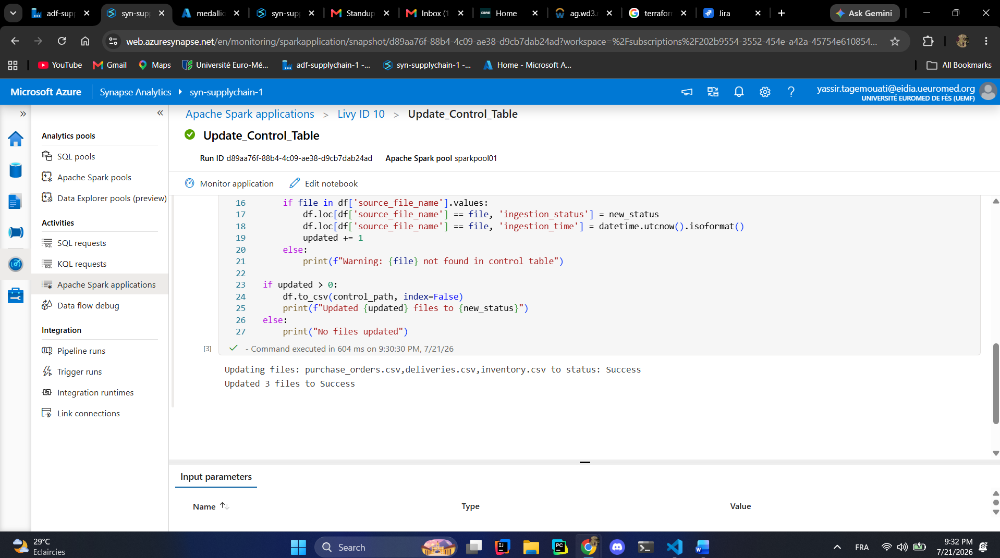 adf-sup
syn-sup
medallio
syn-sup
Standup
Inbox (1
CBRE Home
ag.wd3.
terraform
Jira
Ask Gemini
web.azuresynapse.net/en/monitoring/sparkapplication/snapshot/d89aa76f-88b4-4c09-ae38-d9cb7dab24ad?workspace=%2Fsubscriptions%2F202b9554-3552-454e-a42a-45754e610854...
YouTube
Gmail
Maps
Université Euro-Mé...
adf-supplychain-1 -...
syn-supplychain-1 -...
Home - Microsoft A...
All Bookmarks
Microsoft Azure
Synapse Analytics
syn-supplychain-1
yassir.tagemouati@eidia.ueuromed.org
UNIVERSITÉ EUROMED DE FÈS (UEMF)
Analytics pools
SQL pools
Apache Spark pools
Data Explorer pools (preview)
Activities
SQL requests
KQL requests
Apache Spark applications
Data flow debug
Integration
Pipeline runs
Trigger runs
Integration runtimes
Link connections
Apache Spark applications > Livy ID 10 > Update_Control_Table
Update_Control_Table
Run ID d89aa76f-88b4-4c09-ae38-d9cb7dab24ad Apache Spark pool sparkpool01
Monitor application Edit notebook
16 if file in df['source_file_name'].values:
17 df.loc[df['source_file_name'] == file, 'ingestion_status'] = new_status
18 df.loc[df['source_file_name'] == file, 'ingestion_time'] = datetime.utcnow().isoformat()
19 updated += 1
20 else:
21 print(f"Warning: {file} not found in control table")
22
23 if updated > 0:
24 df.to_csv(control_path, index=False)
25 print(f"Updated {updated} files to {new_status}")
26 else:
27 print("No files updated")
[3] - Command executed in 604 ms on 9:30:30 PM, 7/21/26
Updating files: purchase_orders.csv,deliveries.csv,inventory.csv to status: Success
Updated 3 files to Success
Input parameters
Name Type Value
29°C
Eclaircies
Search
FRA
9:32 PM
7/21/2026